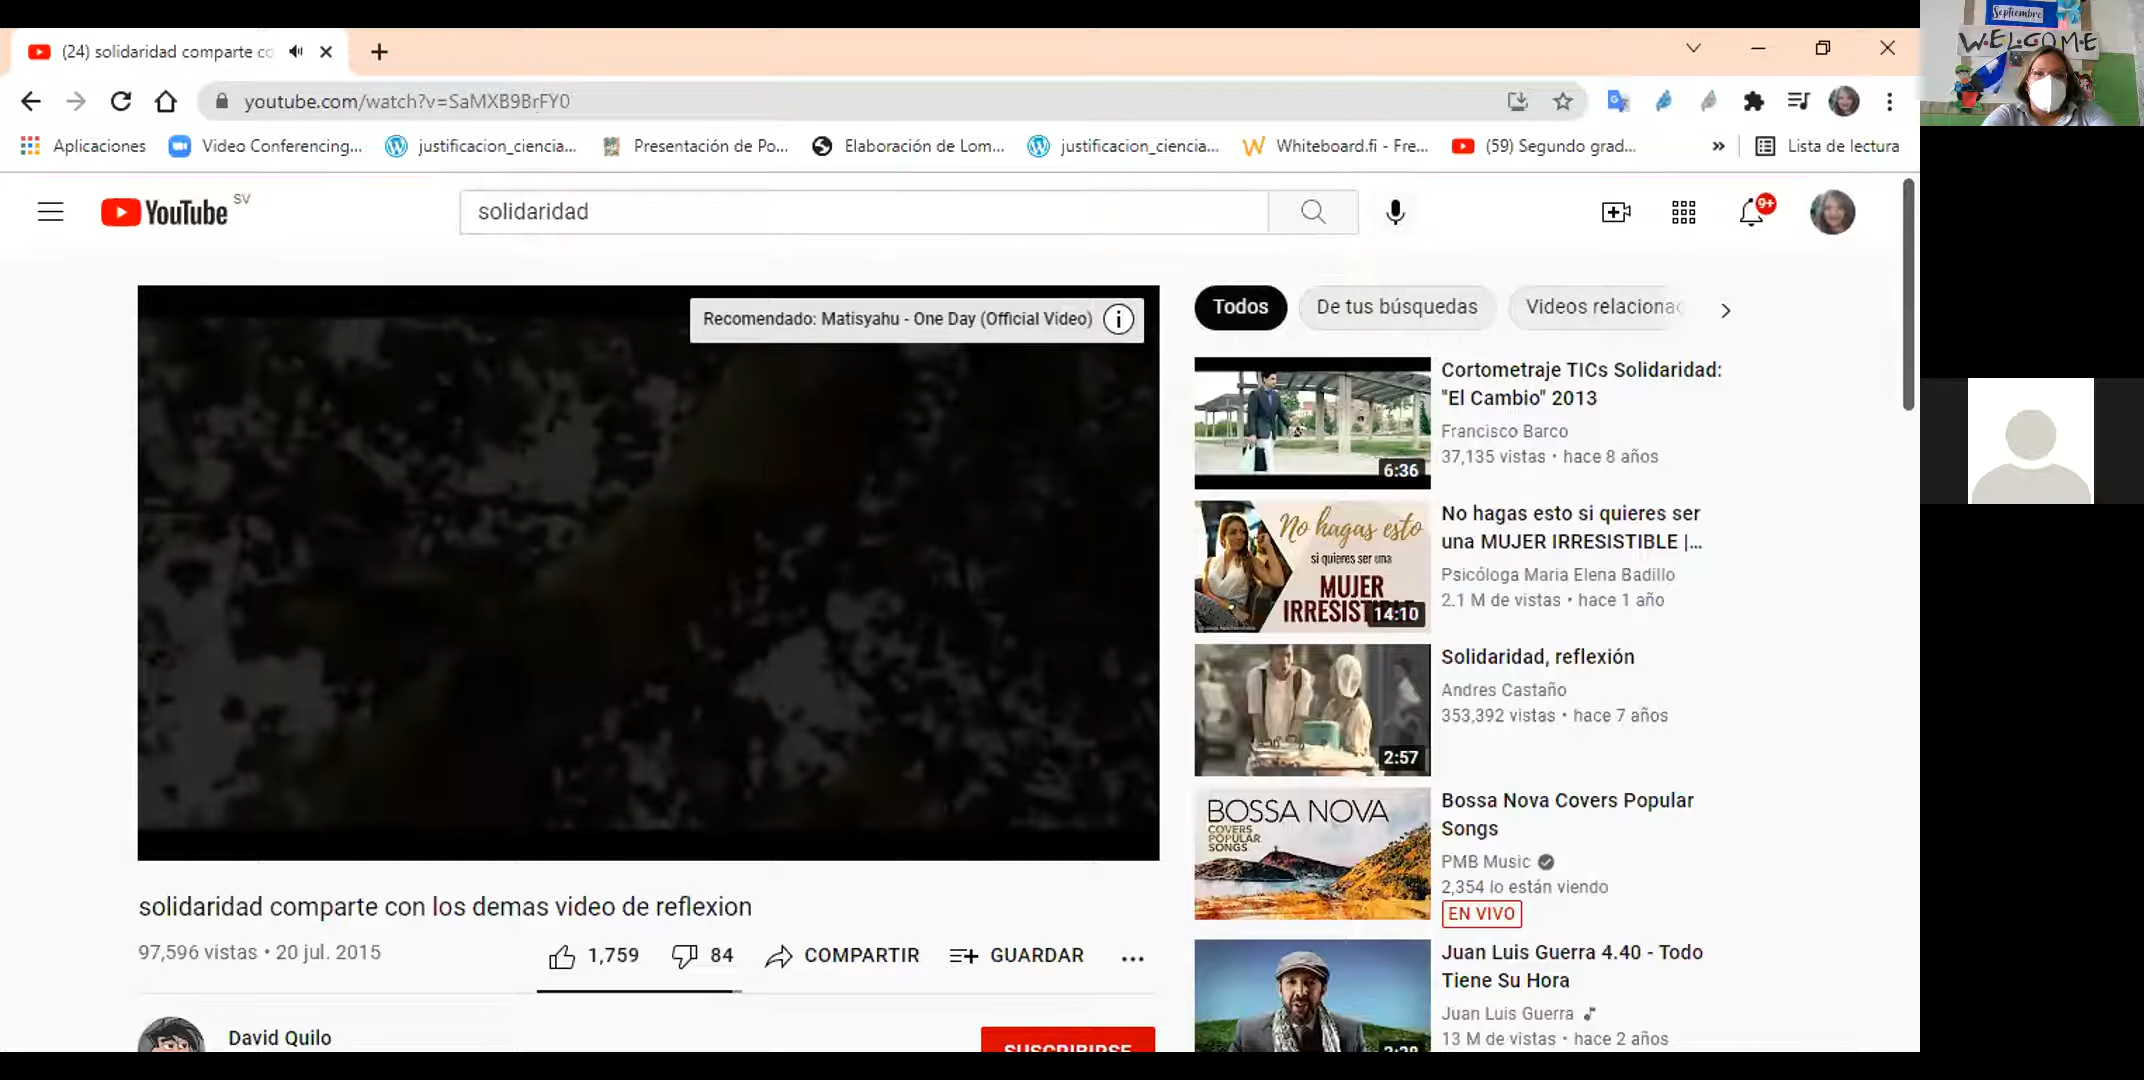 (24) solidaridad comparte co
youtube.com/watch?v=SaMXB9BrFY0
Aplicaciones
Video Conferencing...
justificacion_ciencia...
Presentación de Po...
Elaboración de Lom...
justificacion_ciencia...
Whiteboard.fi - Fre...
(59) Segundo grad...
»
Lista de lectura
YouTube SV
solidaridad
9+
Recomendado: Matisyahu - One Day (Official Video)
solidaridad comparte con los demas video de reflexion
97,596 vistas • 20 jul. 2015
1,759
84
COMPARTIR
GUARDAR
David Quilo
SUSCRIBIRSE
Todos
De tus búsquedas
Videos relacionac
6:36
Cortometraje TICs Solidaridad:
"El Cambio" 2013
Francisco Barco
37,135 vistas • hace 8 años
No hagas esto
si quieres ser una
MUJER
14:10
No hagas esto si quieres ser
una MUJER IRRESISTIBLE |...
Psicóloga Maria Elena Badillo
2.1 M de vistas • hace 1 año
2:57
Solidaridad, reflexión
Andres Castaño
353,392 vistas • hace 7 años
BOSSA NOVA
COVERS
POPULAR
SONGS
Bossa Nova Covers Popular
Songs
PMB Music
2,354 lo están viendo
EN VIVO
Juan Luis Guerra 4.40 - Todo
Tiene Su Hora
Juan Luis Guerra
13 M de vistas • hace 2 años
Septiembre
WELCOME